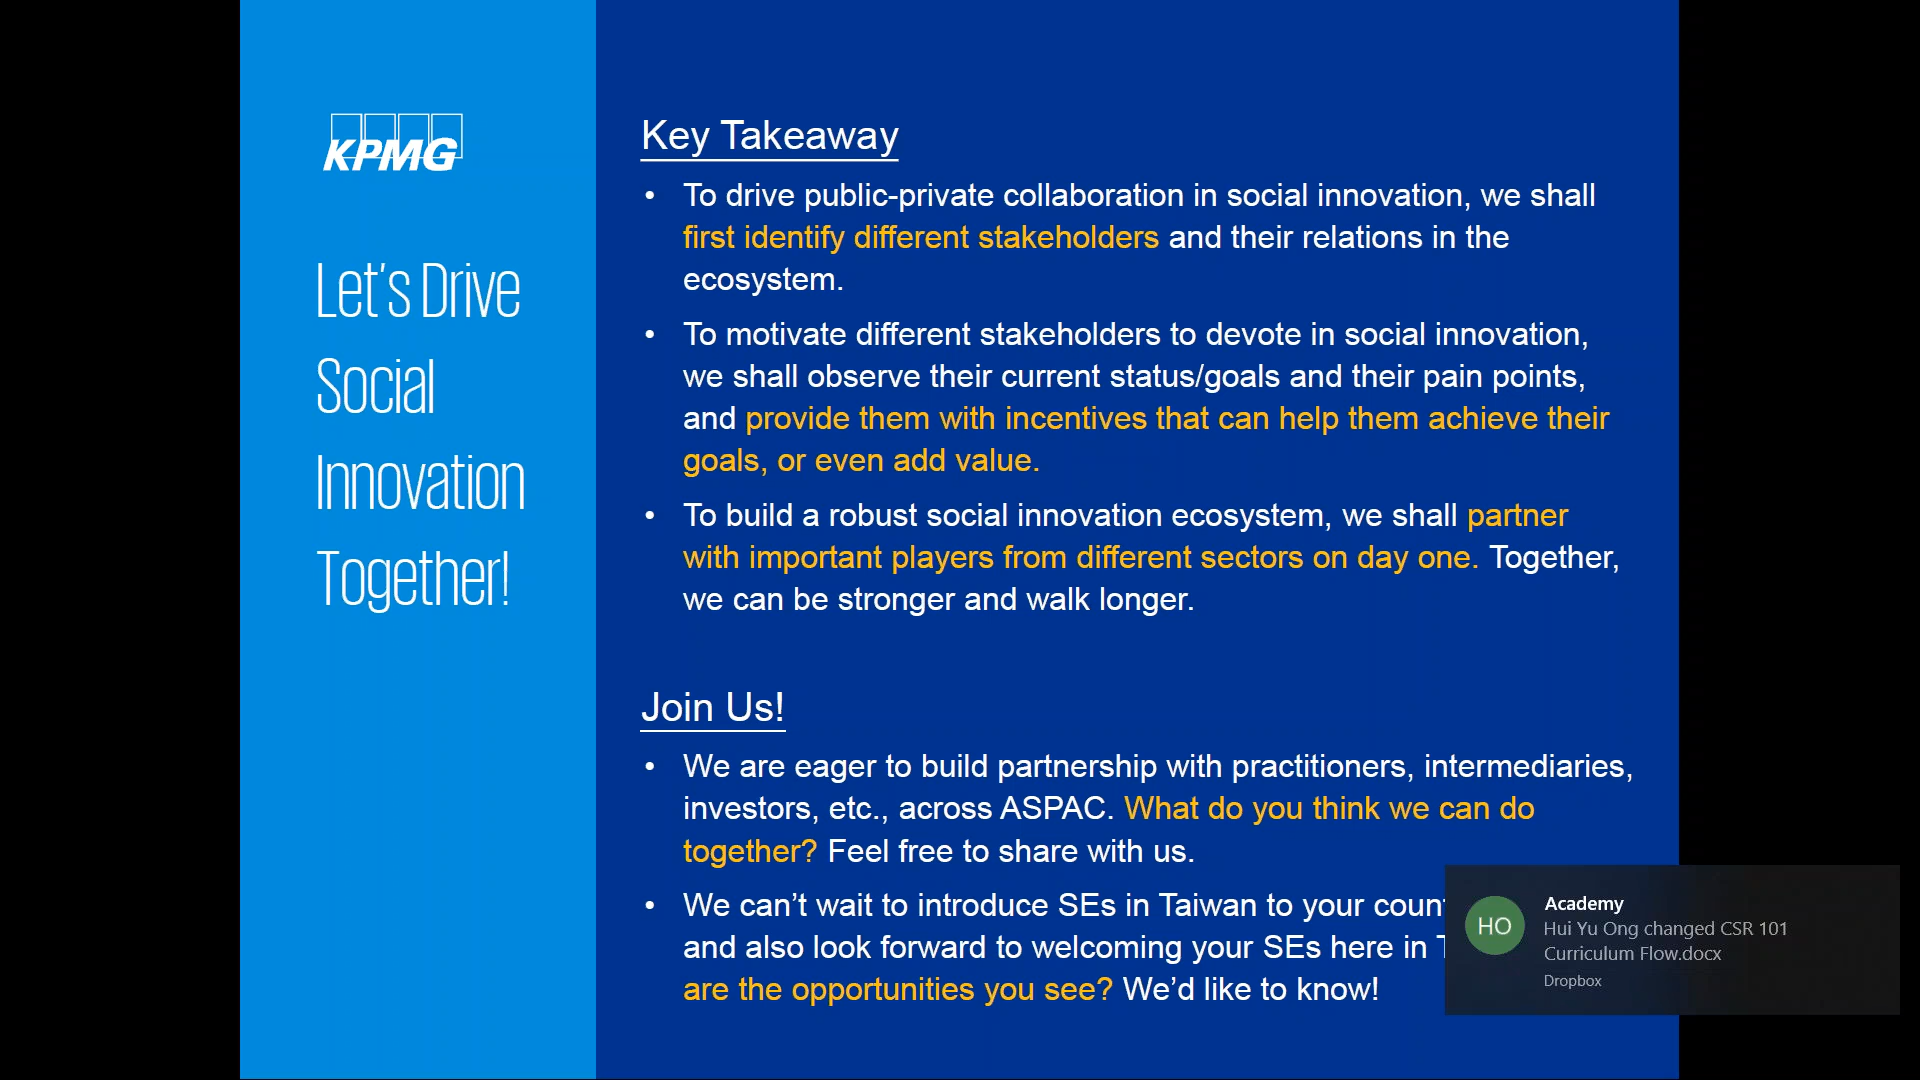 KPMG
Let's Drive
Social
Innovation
Together!
Key Takeaway
• To drive public-private collaboration in social innovation, we shall
first identify different stakeholders and their relations in the
ecosystem.
• To motivate different stakeholders to devote in social innovation,
we shall observe their current status/goals and their pain points,
and provide them with incentives that can help them achieve their
goals, or even add value.
• To build a robust social innovation ecosystem, we shall partner
with important players from different sectors on day one. Together,
we can be stronger and walk longer.
Join Us!
• We are eager to build partnership with practitioners, intermediaries,
investors, etc., across ASPAC. What do you think we can do
together? Feel free to share with us.
• We can’t wait to introduce SEs in Taiwan to your
and also look forward to welcoming your SEs here in
are the opportunities you see? We’d like to know!
HO
Academy
Hui Yu Ong changed CSR 101
Curriculum Flow.docx
Dropbox